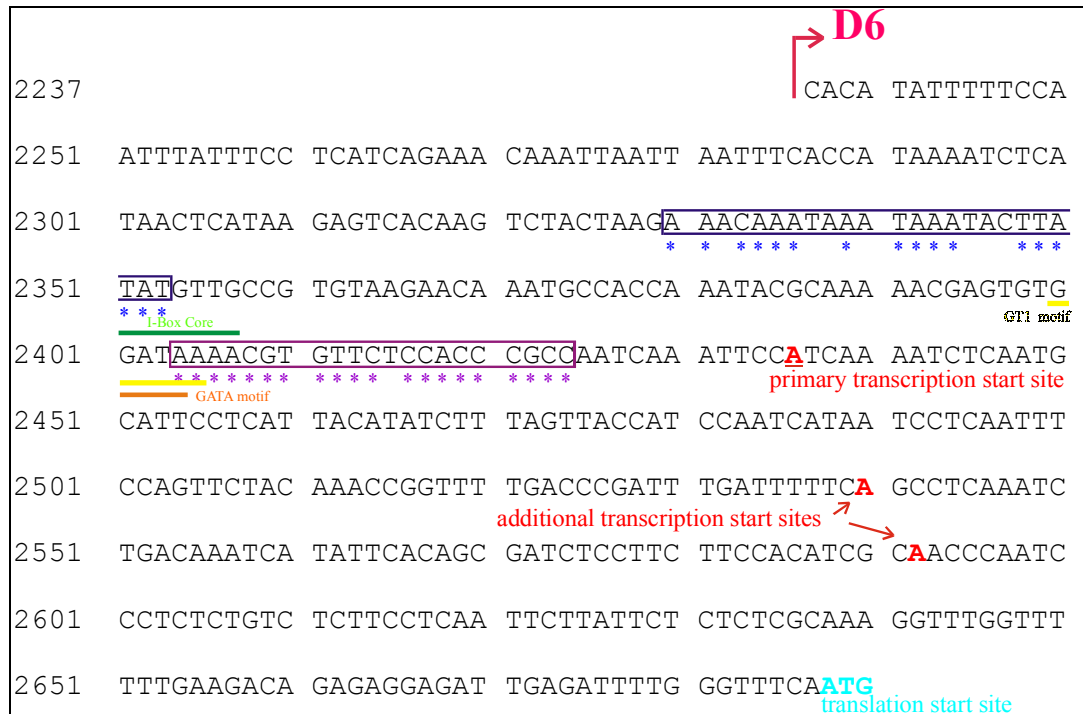 D6
2237 CACA TATTTTTCCA
2251 ATTTATTTCC TCATCAGAAA CAAATTAATT AATTTCACCA TAAAATCTCA
2301 TAACTCATAA GAGTCACAAG TCTACTAAGA AACAAATAAA TAAATACTTA
* * **** * **** ***
2351 TATGTTGCCG TGTAAGAACA AATGCCACCA AATACGCAAA AACGAGTGTG
***
I-Box Core GT1 motif
2401 GATAAAACGT GTTCTCCACC CGCCAATCAA ATTCCATCAA AATCTCAATG
******* **** ***** ****
primary transcription start site
GATA motif
2451 CATTCCTCAT TACATATCTT TAGTTACCAT CCAATCATAA TCCTCAATTT
2501 CCAGTTCTAC AAACCGGTTT TGACCCGATT TGATTTTTCA GCCTCAAATC
additional transcription start sites
2551 TGACAAATCA TATTCACAGC GATCTCCTTC TTCCACATCG CAACCCAATC
2601 CCTCTCTGTC TCTTCCTCAA TTCTTATTCT CTCTCGCAAA GGTTTGGTTT
2651 TTTGAAGACA GAGAGGAGAT TGAGATTTTG GGTTTCAATG
translation start site